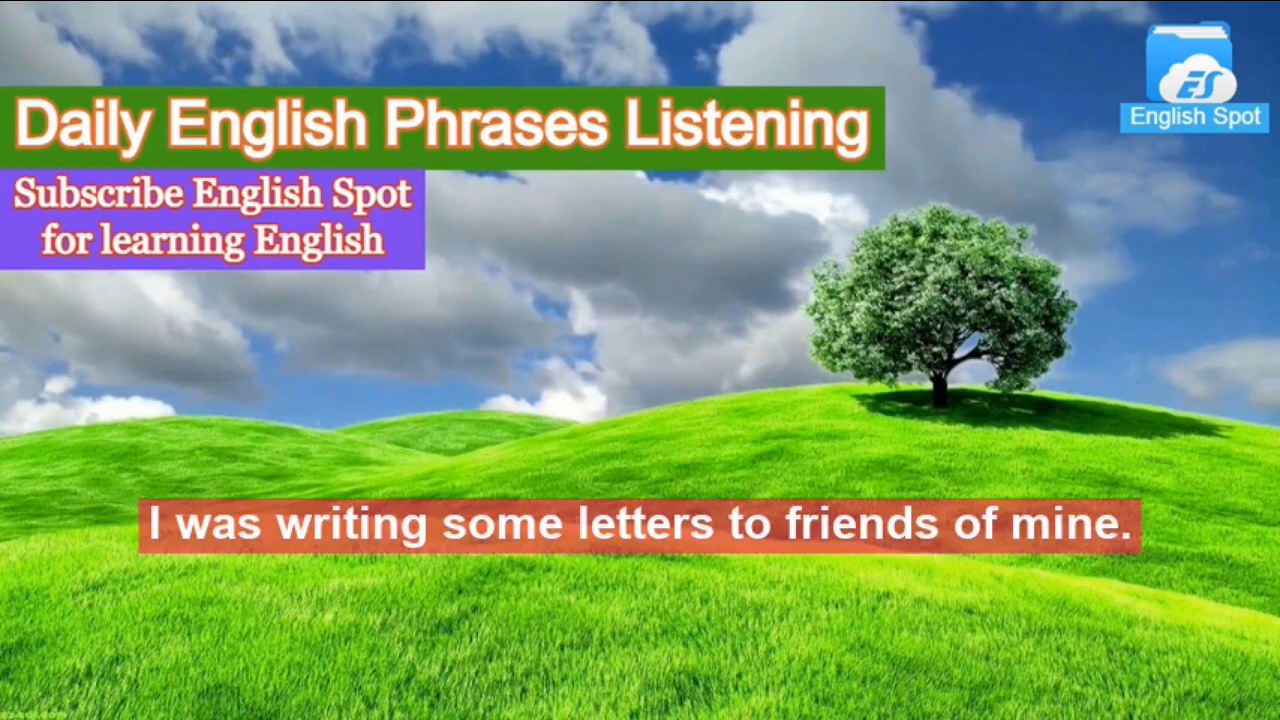 Daily English Phrases Listening
Subscribe English Spot
for learning English
ES
English Spot
I was writing some letters to friends of mine.